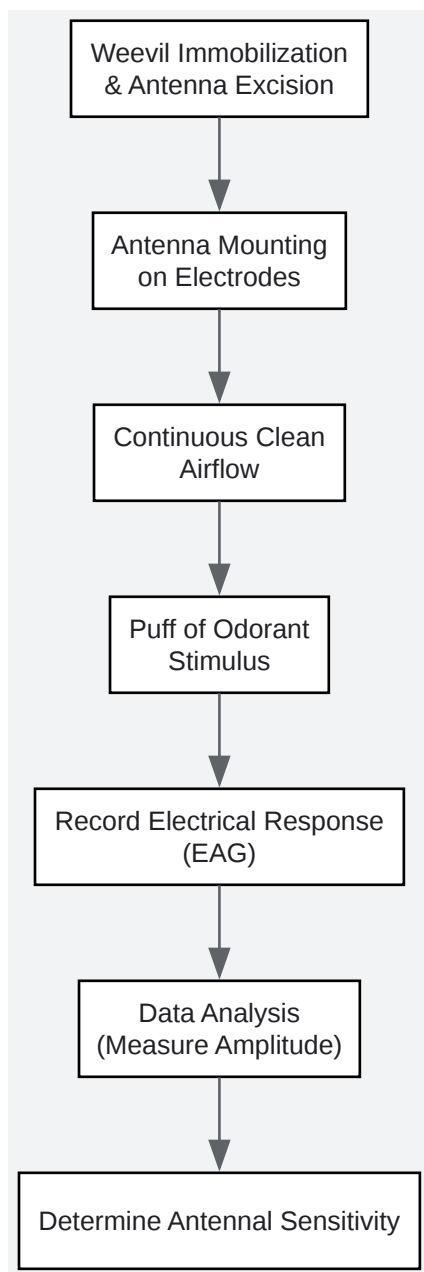 Weevil Immobilization
& Antenna Excision
Antenna Mounting
on Electrodes
Continuous Clean
Airflow
Puff of Odorant
Stimulus
Record Electrical Response
(EAG)
Data Analysis
(Measure Amplitude)
Determine Antennal Sensitivity